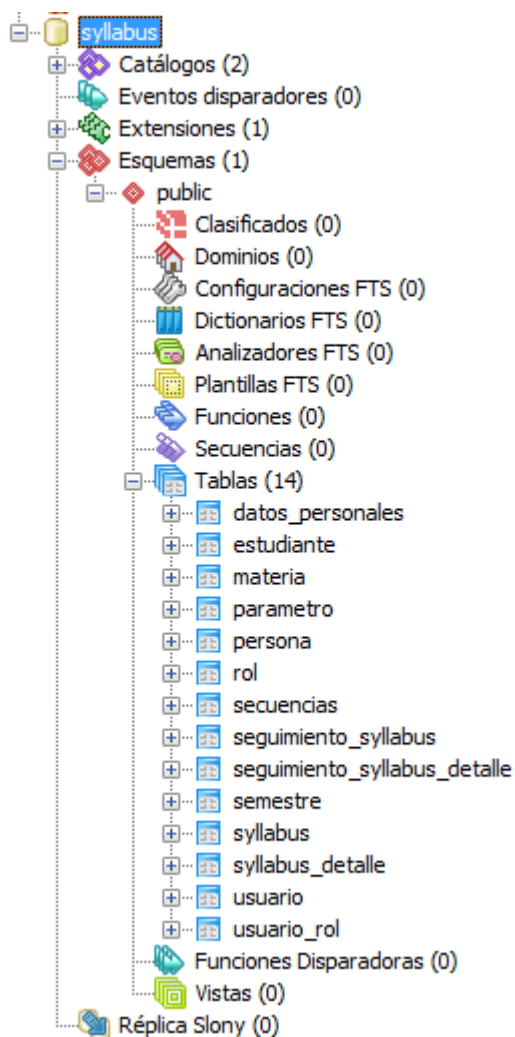 syllabus
Catálogos (2)
Eventos disparadores (0)
Extensiones (1)
Esquemas (1)
public
Clasificados (0)
Dominios (0)
Configuraciones FTS (0)
Dictionarios FTS (0)
Analizadores FTS (0)
Plantillas FTS (0)
Funciones (0)
Secuencias (0)
Tablas (14)
datos_personales
estudiante
materia
parametro
persona
rol
secuencias
seguimiento_syllabus
seguimiento_syllabus_detalle
semestre
syllabus
syllabus_detalle
usuario
usuario_rol
Funciones Disparadoras (0)
Vistas (0)
Réplica Slony (0)